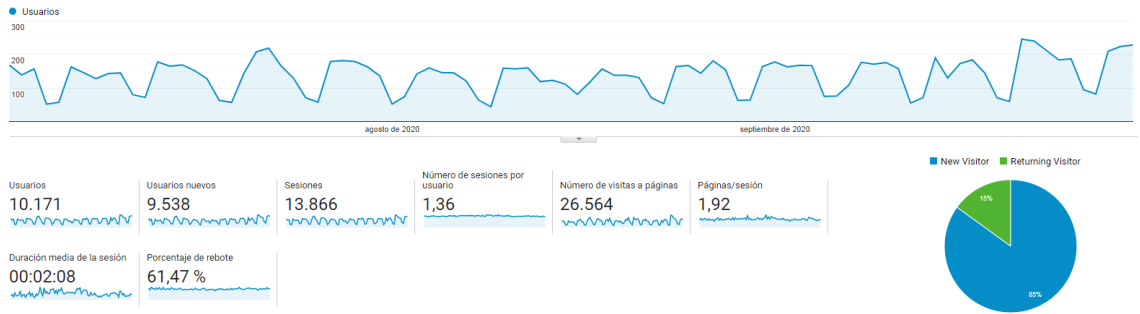 Usuarios
300
200
100
agosto de 2020
septiembre de 2020
New Visitor
Returning Visitor
Usuarios
10.171
Usuarios nuevos
9.538
Sesiones
13.866
Número de sesiones por
usuario
1,36
Número de visitas a páginas
26.564
Páginas/sesión
1,92
Duración media de la sesión
00:02:08
Porcentaje de rebote
61,47 %
15%
85%